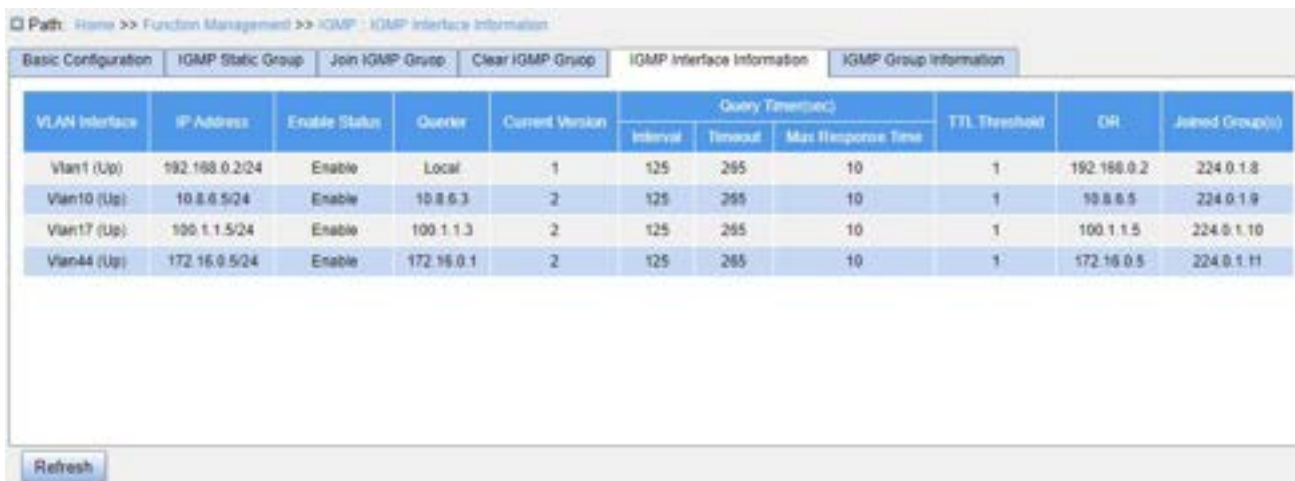 Path: Home >> Function Management >> IGMP : IGMP Interface Information
Basic Configuration IGMP Static Group Join IGMP Gruop Clear IGMP Gruop IGMP Interface Information IGMP Group Information
VLAN Interface IP Address Enable Status Querier Current Version Query Timer(sec) TTL Threshold DR Joined Group(s)
Interval Timeout Max Response Time
Vlan1 (Up) 192.168.0.2/24 Enable Local 1 125 265 10 1 192.168.0.2 224.0.1.8
Vlan10 (Up) 10.8.6.5/24 Enable 10.8.6.3 2 125 265 10 1 10.8.6.5 224.0.1.9
Vlan17 (Up) 100.1.1.5/24 Enable 100.1.1.3 2 125 265 10 1 100.1.1.5 224.0.1.10
Vlan44 (Up) 172.16.0.5/24 Enable 172.16.0.1 2 125 265 10 1 172.16.0.5 224.0.1.11
Refresh